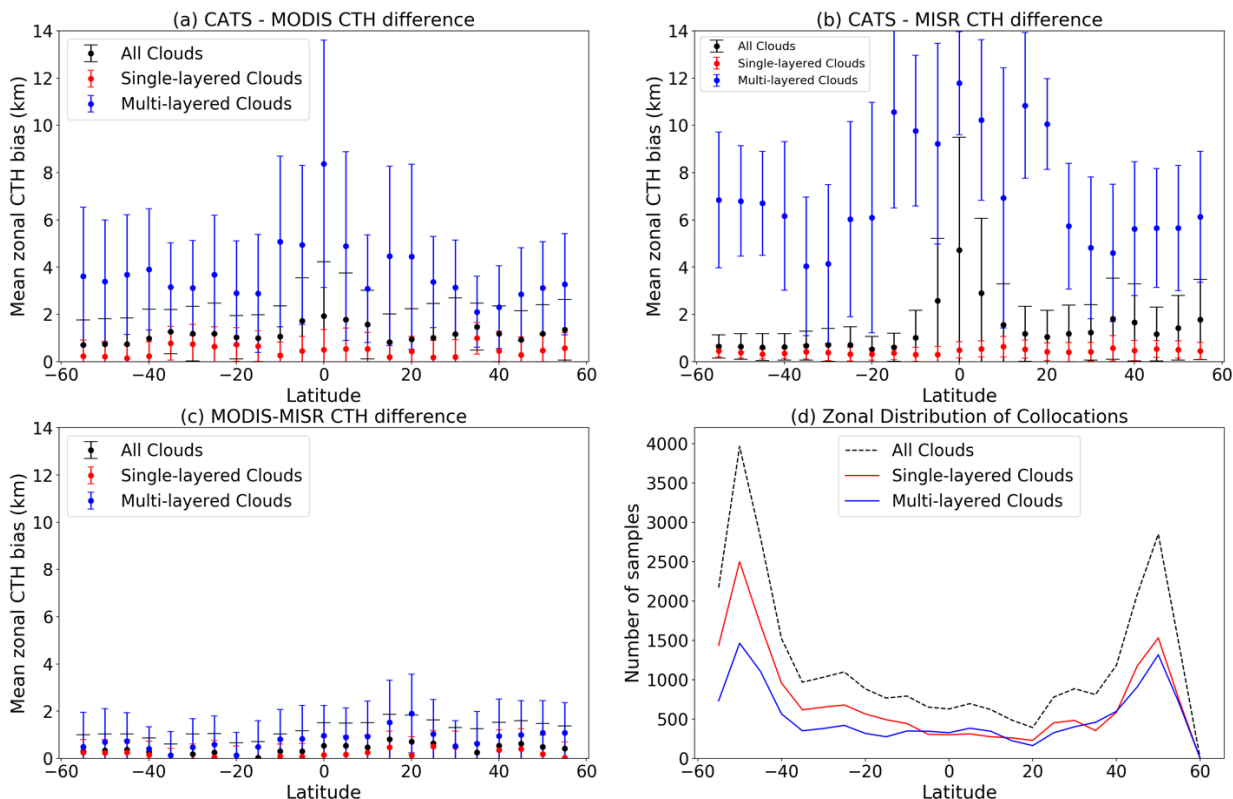 (a) CATS - MODIS CTH difference
Mean zonal CTH bias (km)
14
12
10
8
6
4
2
0
All Clouds
Single-layered Clouds
Multi-layered Clouds
−60 −40 −20 0 20 40 60
Latitude
(b) CATS - MISR CTH difference
Mean zonal CTH bias (km)
14
12
10
8
6
4
2
0
All Clouds
Single-layered Clouds
Multi-layered Clouds
−60 −40 −20 0 20 40 60
Latitude
(c) MODIS-MISR CTH difference
Mean zonal CTH bias (km)
14
12
10
8
6
4
2
0
All Clouds
Single-layered Clouds
Multi-layered Clouds
−60 −40 −20 0 20 40 60
Latitude
(d) Zonal Distribution of Collocations
Number of samples
4000
3500
3000
2500
2000
1500
1000
500
0
All Clouds
Single-layered Clouds
Multi-layered Clouds
−60 −40 −20 0 20 40 60
Latitude